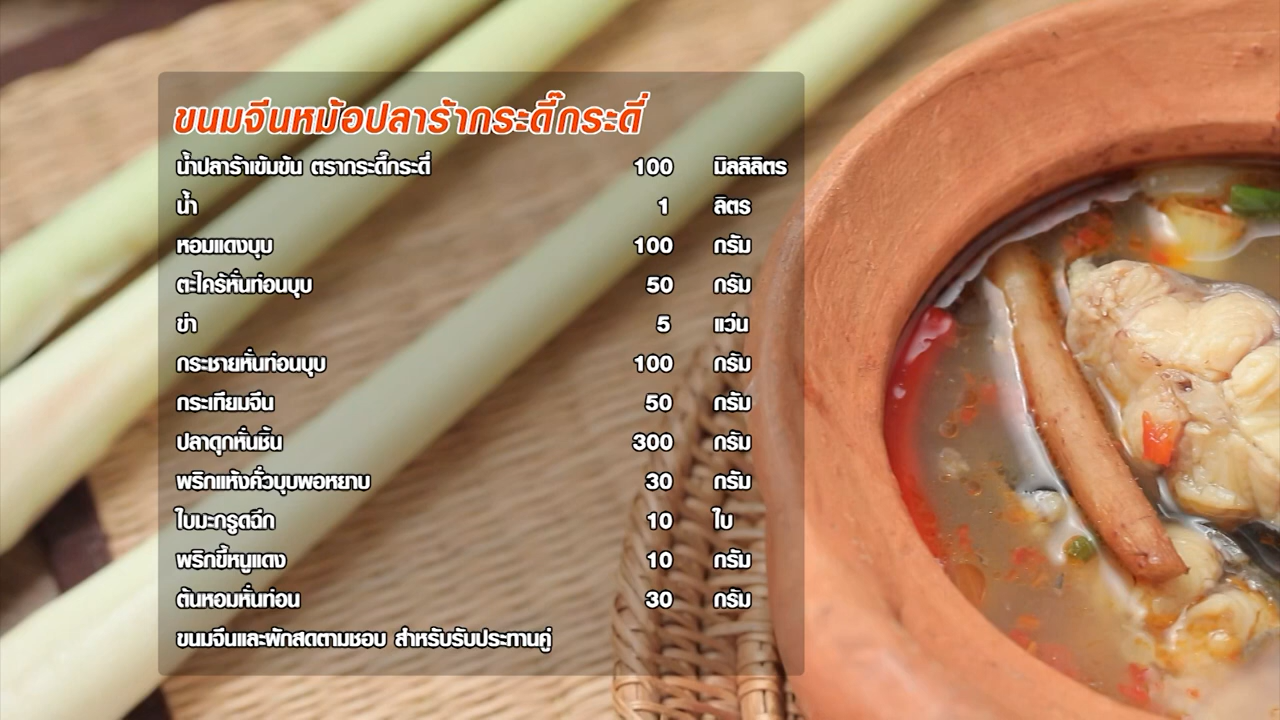 ขนมจีนหม้อปลาร้ากระดี๊กระดี่
น้ำปลาร้าเข้มข้น ตรากระดี๊กระดี่ 100 มิลลิลิตร
น้ำ 1 ลิตร
หอมแดงบุบ 100 กรัม
ตะไคร้หั่นท่อนบุบ 50 กรัม
ข่า 5 แว่น
กระชายหั่นท่อนบุบ 100 กรัม
กระเทียมจีน 50 กรัม
ปลาดุกหั่นชิ้น 300 กรัม
พริกแห้งคั่วบุบพอหยาบ 30 กรัม
ใบมะกรูดฉีก 10 ใบ
พริกขี้หนูแดง 10 กรัม
ต้นหอมหั่นท่อน 30 กรัม
ขนมจีนและผักสดตามชอบ สำหรับรับประทานคู่